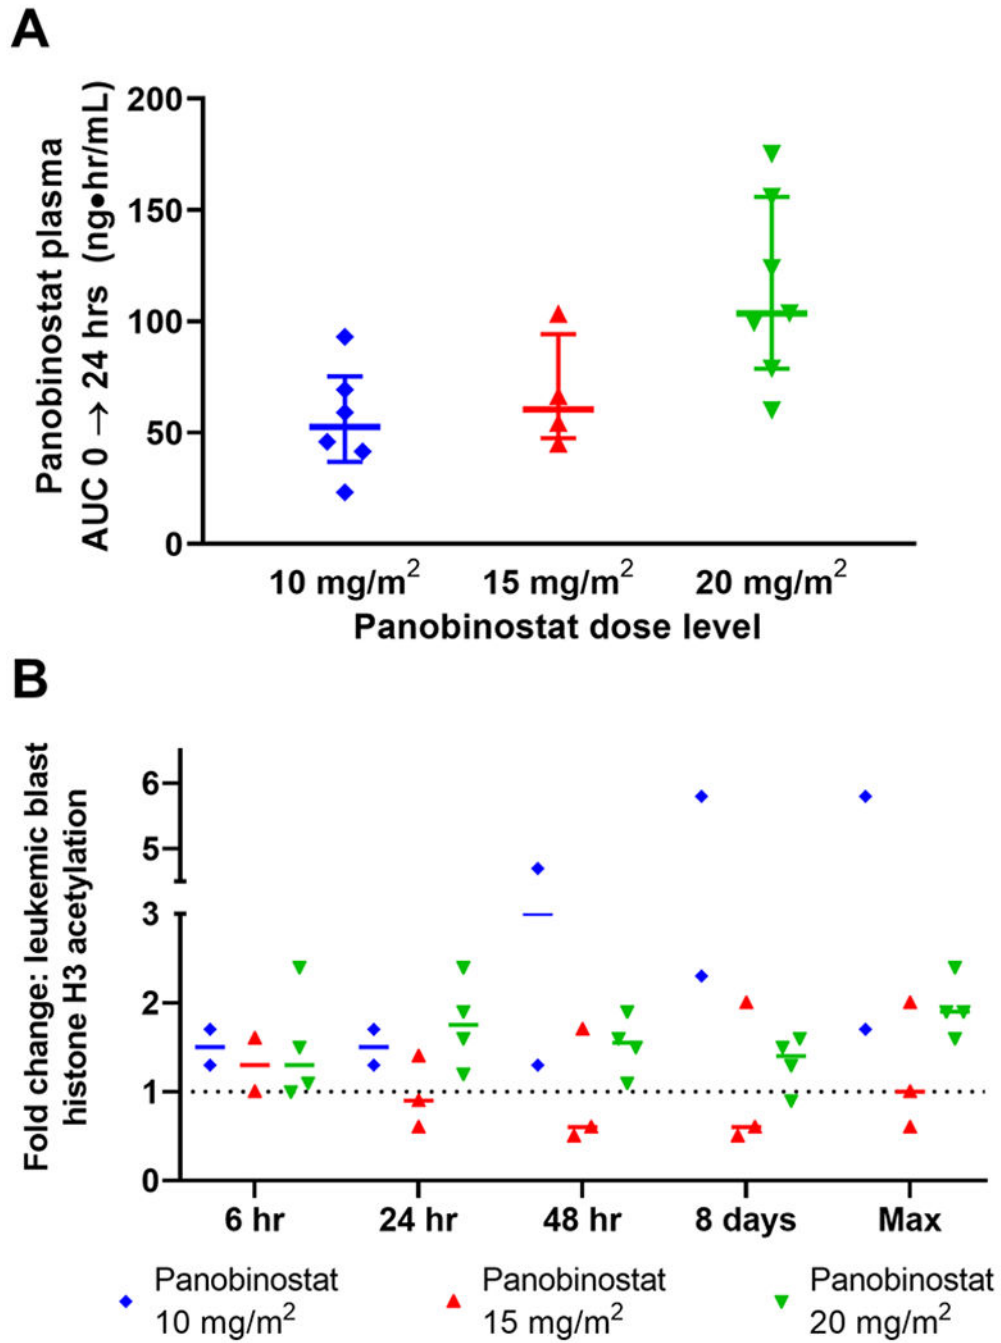 A
Panobinostat plasma
AUC 0 → 24 hrs (ng•hr/mL)
200
150
100
50
0
10 mg/m²
15 mg/m²
20 mg/m²
Panobinostat dose level
B
Fold change: leukemic blast
histone H3 acetylation
6
5
3
2
1
0
6 hr
24 hr
48 hr
8 days
Max
Panobinostat
10 mg/m²
Panobinostat
15 mg/m²
Panobinostat
20 mg/m²